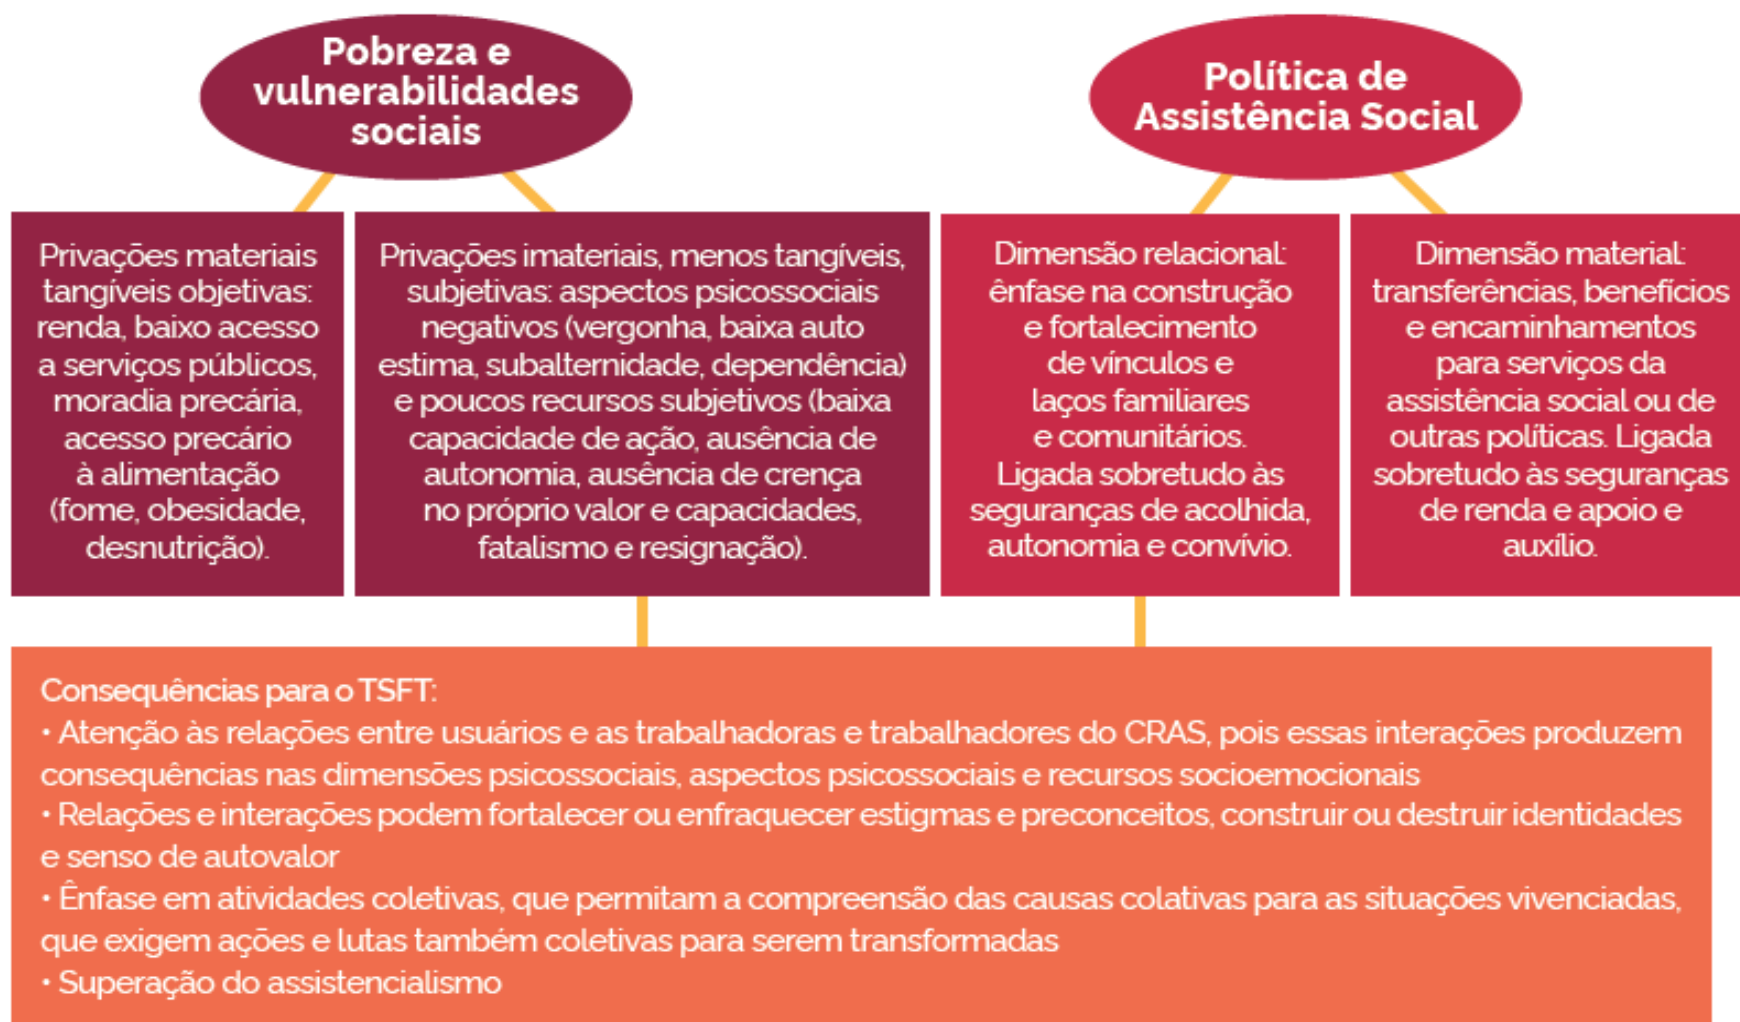 Pobreza e
vulnerabilidades
sociais
Política de
Assistência Social
Privações materiais
tangíveis objetivas:
renda, baixo acesso
a serviços públicos,
moradia precária,
acesso precário
à alimentação
(fome, obesidade,
desnutrição).
Privações imateriais, menos tangíveis,
subjetivas: aspectos psicossociais
negativos (vergonha, baixa auto
estima, subalternidade, dependência)
e poucos recursos subjetivos (baixa
capacidade de ação, ausência de
autonomia, ausência de crença
no próprio valor e capacidades,
fatalismo e resignação).
Dimensão relacional:
ênfase na construção
e fortalecimento
de vínculos e
laços familiares
e comunitários.
Ligada sobretudo às
seguranças de acolhida,
autonomia e convívio.
Dimensão material:
transferências, benefícios
e encaminhamentos
para serviços da
assistência social ou de
outras políticas. Ligada
sobretudo às seguranças
de renda e apoio e
auxílio.
Consequências para o TSFT:
• Atenção às relações entre usuários e as trabalhadoras e trabalhadores do CRAS, pois essas interações produzem
consequências nas dimensões psicossociais, aspectos psicossociais e recursos socioemocionais
• Relações e interações podem fortalecer ou enfraquecer estigmas e preconceitos, construir ou destruir identidades
e senso de autovalor
• Ênfase em atividades coletivas, que permitam a compreensão das causas colativas para as situações vivenciadas,
que exigem ações e lutas também coletivas para serem transformadas
• Superação do assistencialismo